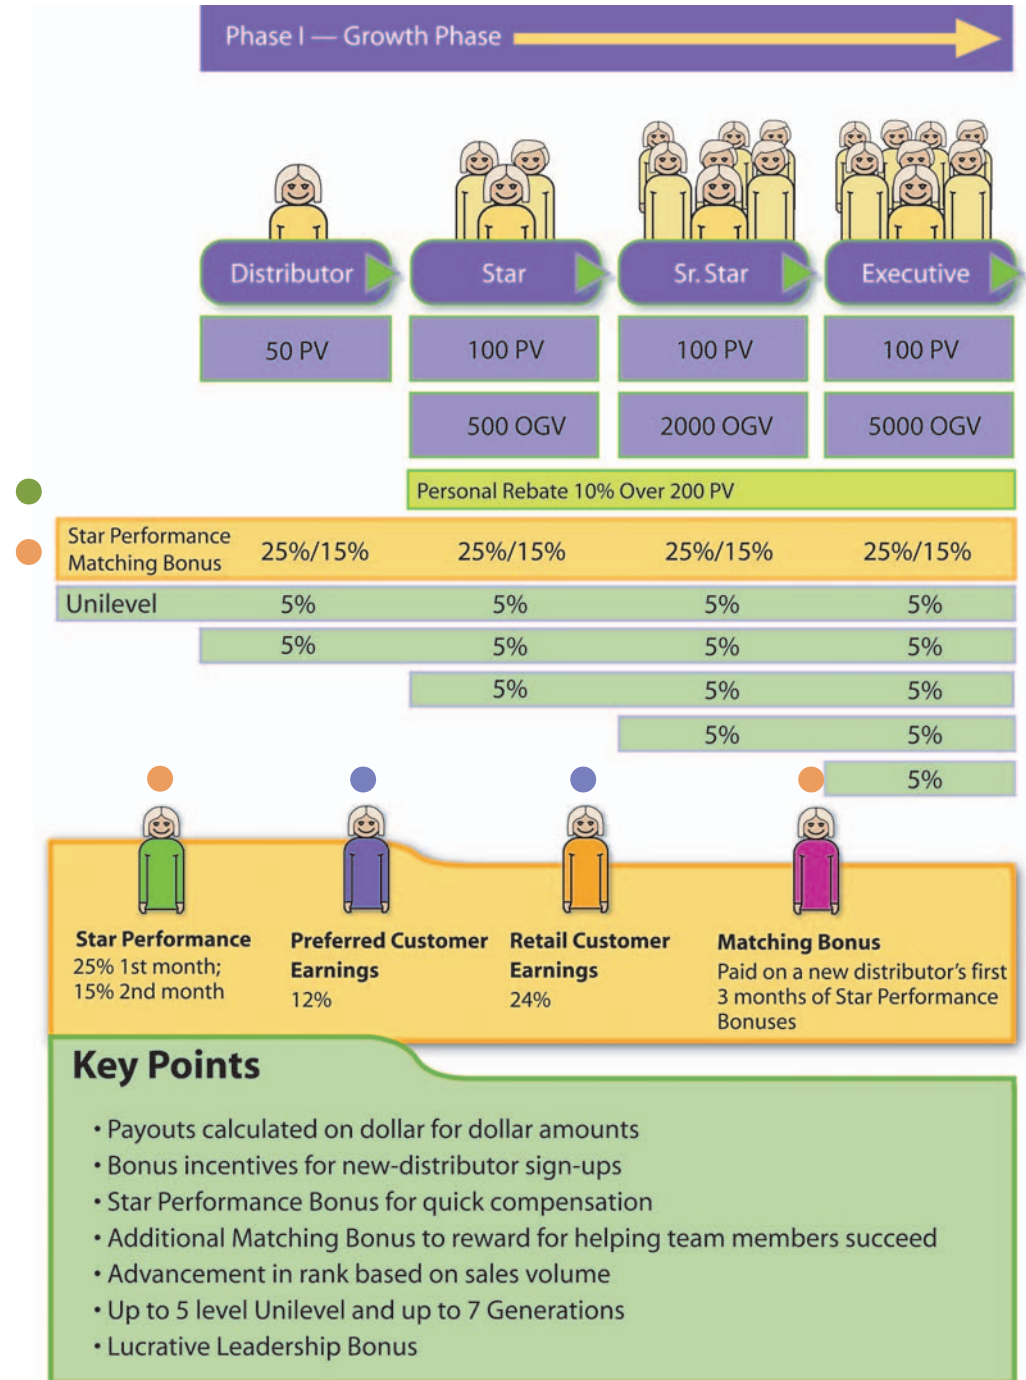 Phase I — Growth Phase
Distributor
Star
Sr. Star
Executive
50 PV
100 PV
100 PV
100 PV
500 OGV
2000 OGV
5000 OGV
Personal Rebate 10% Over 200 PV
Star Performance
Matching Bonus
25%/15%
25%/15%
25%/15%
25%/15%
Unilevel
5%
5%
5%
5%
5%
5%
5%
5%
5%
5%
5%
5%
5%
5%
Star Performance
25% 1st month;
15% 2nd month
Preferred Customer
Earnings
12%
Retail Customer
Earnings
24%
Matching Bonus
Paid on a new distributor’s first
3 months of Star Performance
Bonuses
Key Points
• Payouts calculated on dollar for dollar amounts
• Bonus incentives for new-distributor sign-ups
• Star Performance Bonus for quick compensation
• Additional Matching Bonus to reward for helping team members succeed
• Advancement in rank based on sales volume
• Up to 5 level Unilevel and up to 7 Generations
• Lucrative Leadership Bonus